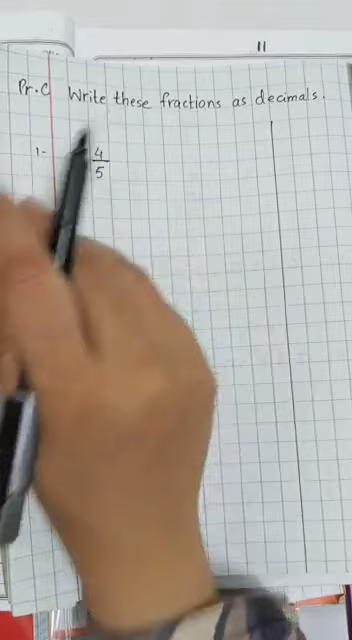 11
Pr.C Write these fractions as decimals.
1- 4/5